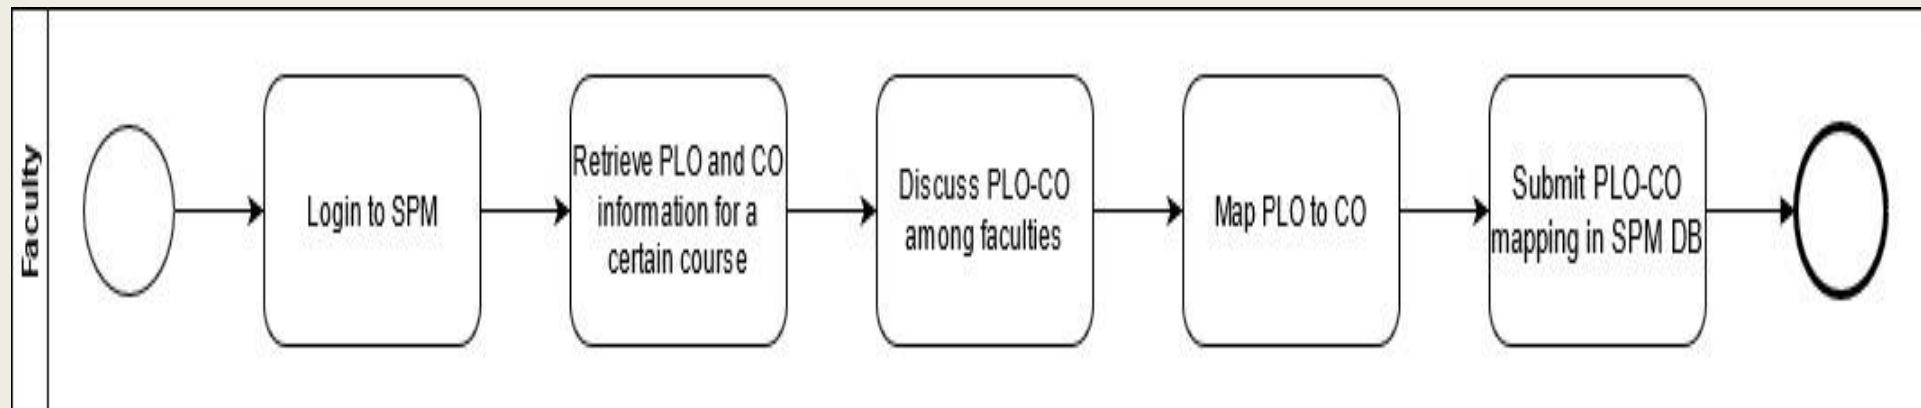 Faculty
Login to SPM
Retrieve PLO and CO
information for a
certain course
Discuss PLO-CO
among faculties
Map PLO to CO
Submit PLO-CO
mapping in SPM DB